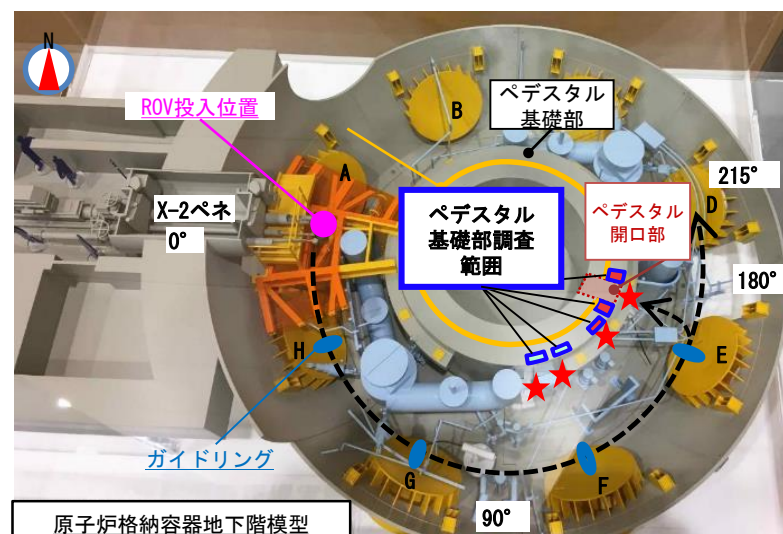 N
ROV投入位置
ペデスタル
基礎部
B
A
X-2ペネ
0°
ペデスタル
基礎部調査
範囲
ペデスタル
開口部
215°
D
180°
H
E
ガイドリング
G
F
90°
原子炉格納容器地下階模型